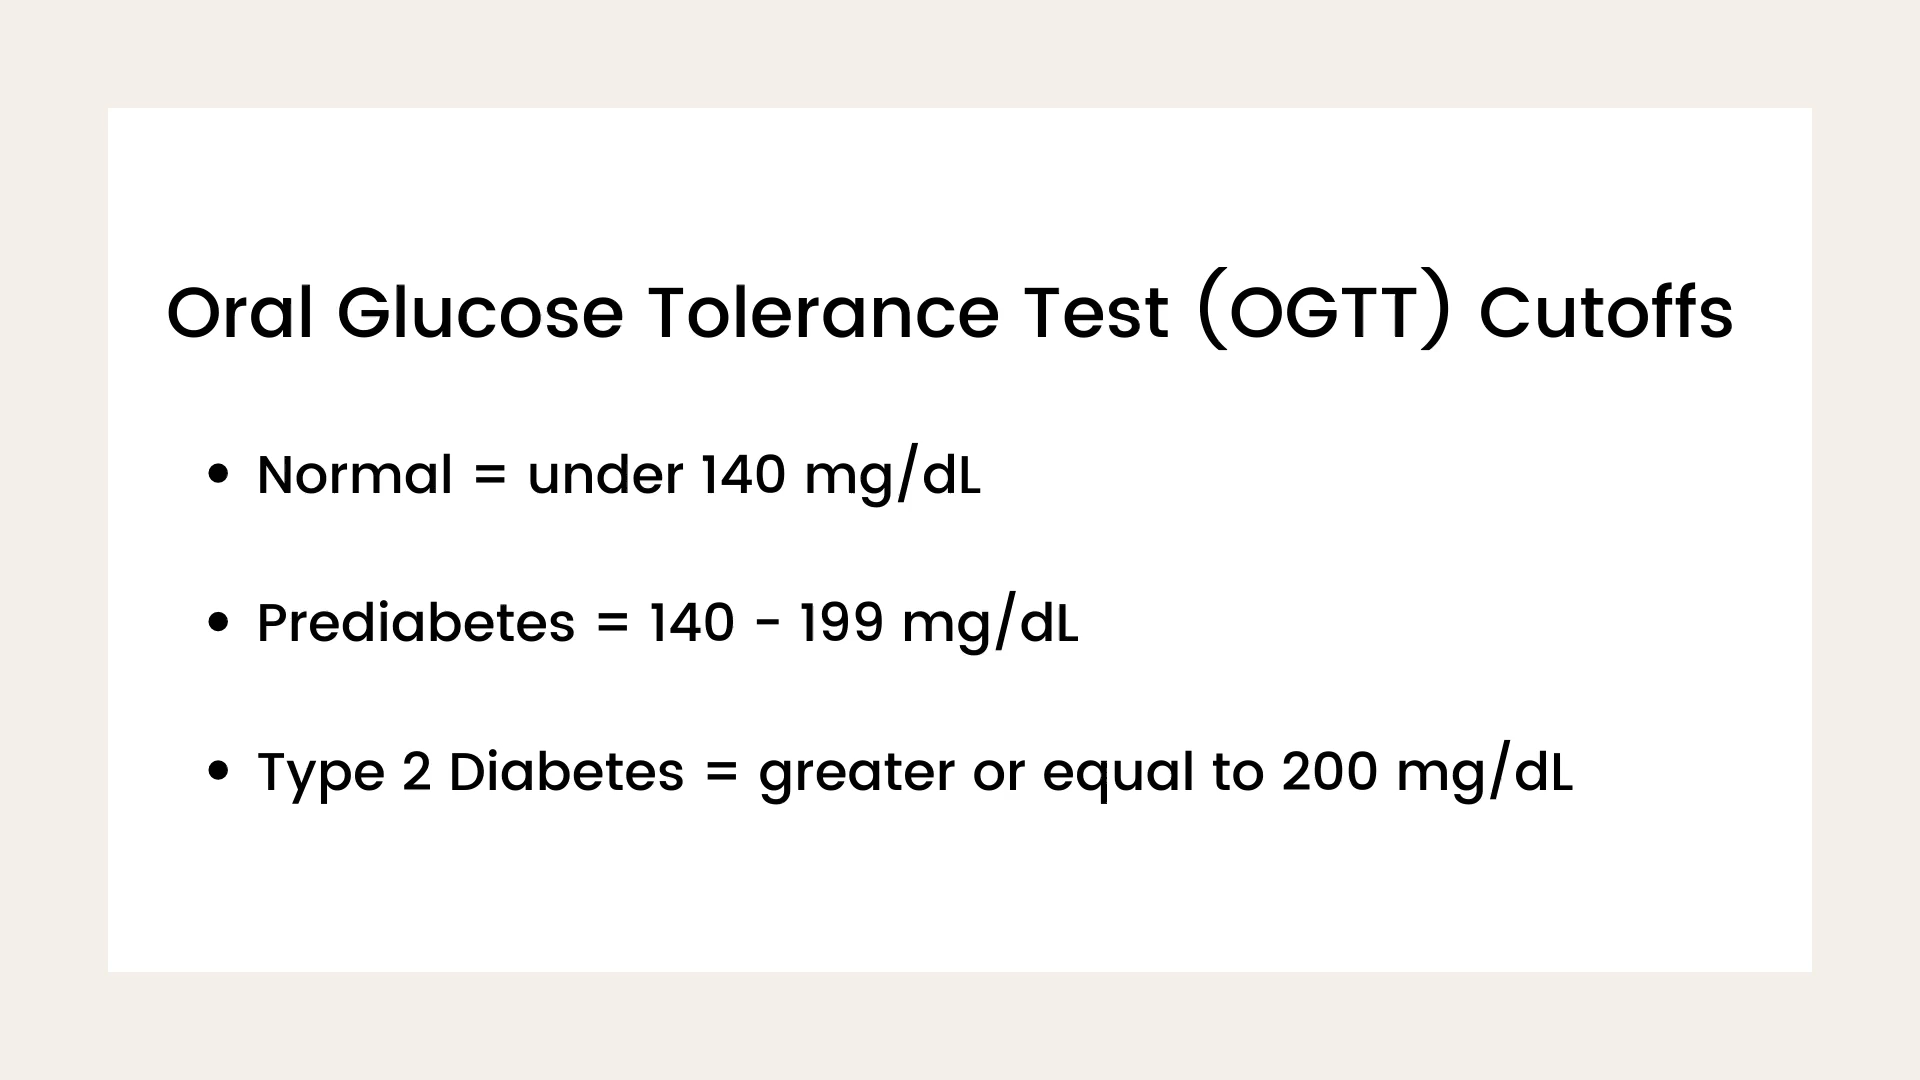 Oral Glucose Tolerance Test (OGTT) Cutoffs
• Normal = under 140 mg/dL
• Prediabetes = 140 - 199 mg/dL
• Type 2 Diabetes = greater or equal to 200 mg/dL